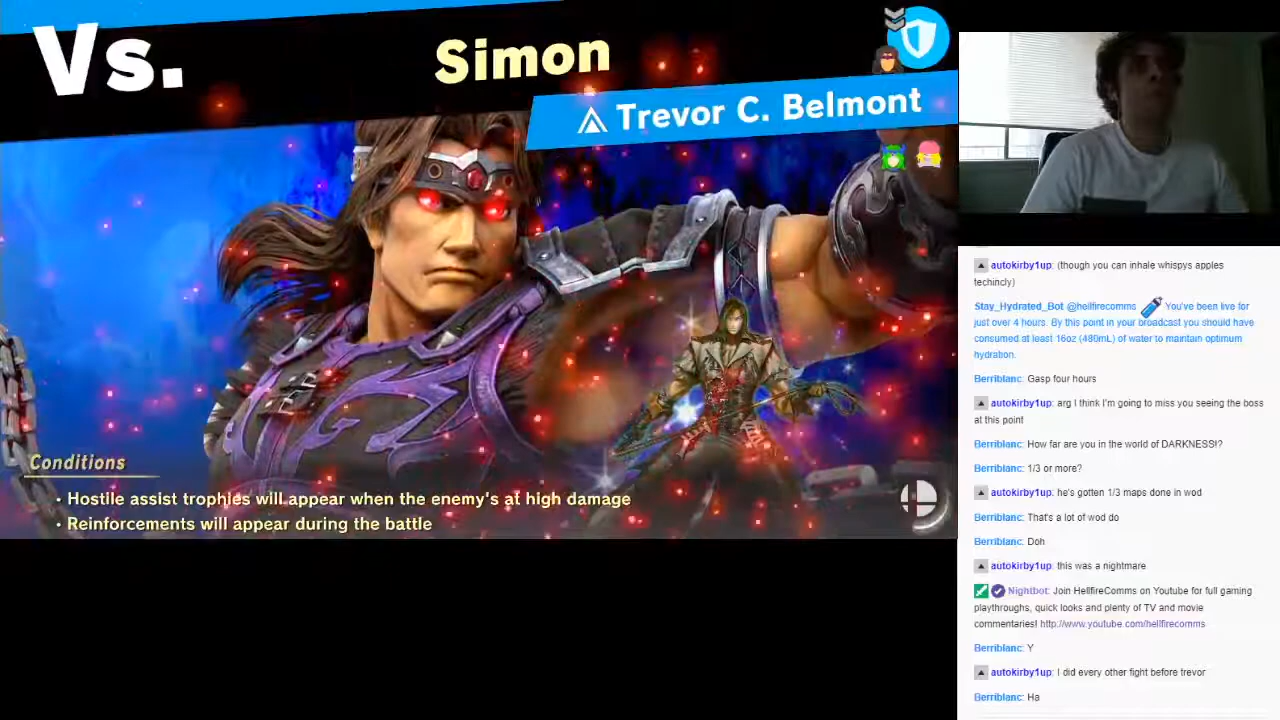 Vs.
Simon
Trevor C. Belmont
Conditions
• Hostile assist trophies will appear when the enemy's at high damage
• Reinforcements will appear during the battle
autokirby1up: (though you can inhale whispys apples
techincly)
Stay_Hydrated_Bot @hellfirecomms You've been live for
just over 4 hours. By this point in your broadcast you should have
consumed at least 16oz (480mL) of water to maintain optimum
hydration.
Berriblanc: Gasp four hours
autokirby1up: arg I think I'm going to miss you seeing the boss
at this point
Berriblanc: How far are you in the world of DARKNESS!?
Berriblanc: 1/3 or more?
autokirby1up: he's gotten 1/3 maps done in wod
Berriblanc: That's a lot of wod do
Berriblanc: Doh
autokirby1up: this was a nightmare
Nightbot: Join HellfireComms on Youtube for full gaming
playthroughs, quick looks and plenty of TV and movie
commentaries! http://www.youtube.com/hellfirecomms
Berriblanc: Y
autokirby1up: I did every other fight before trevor
Berriblanc: Ha